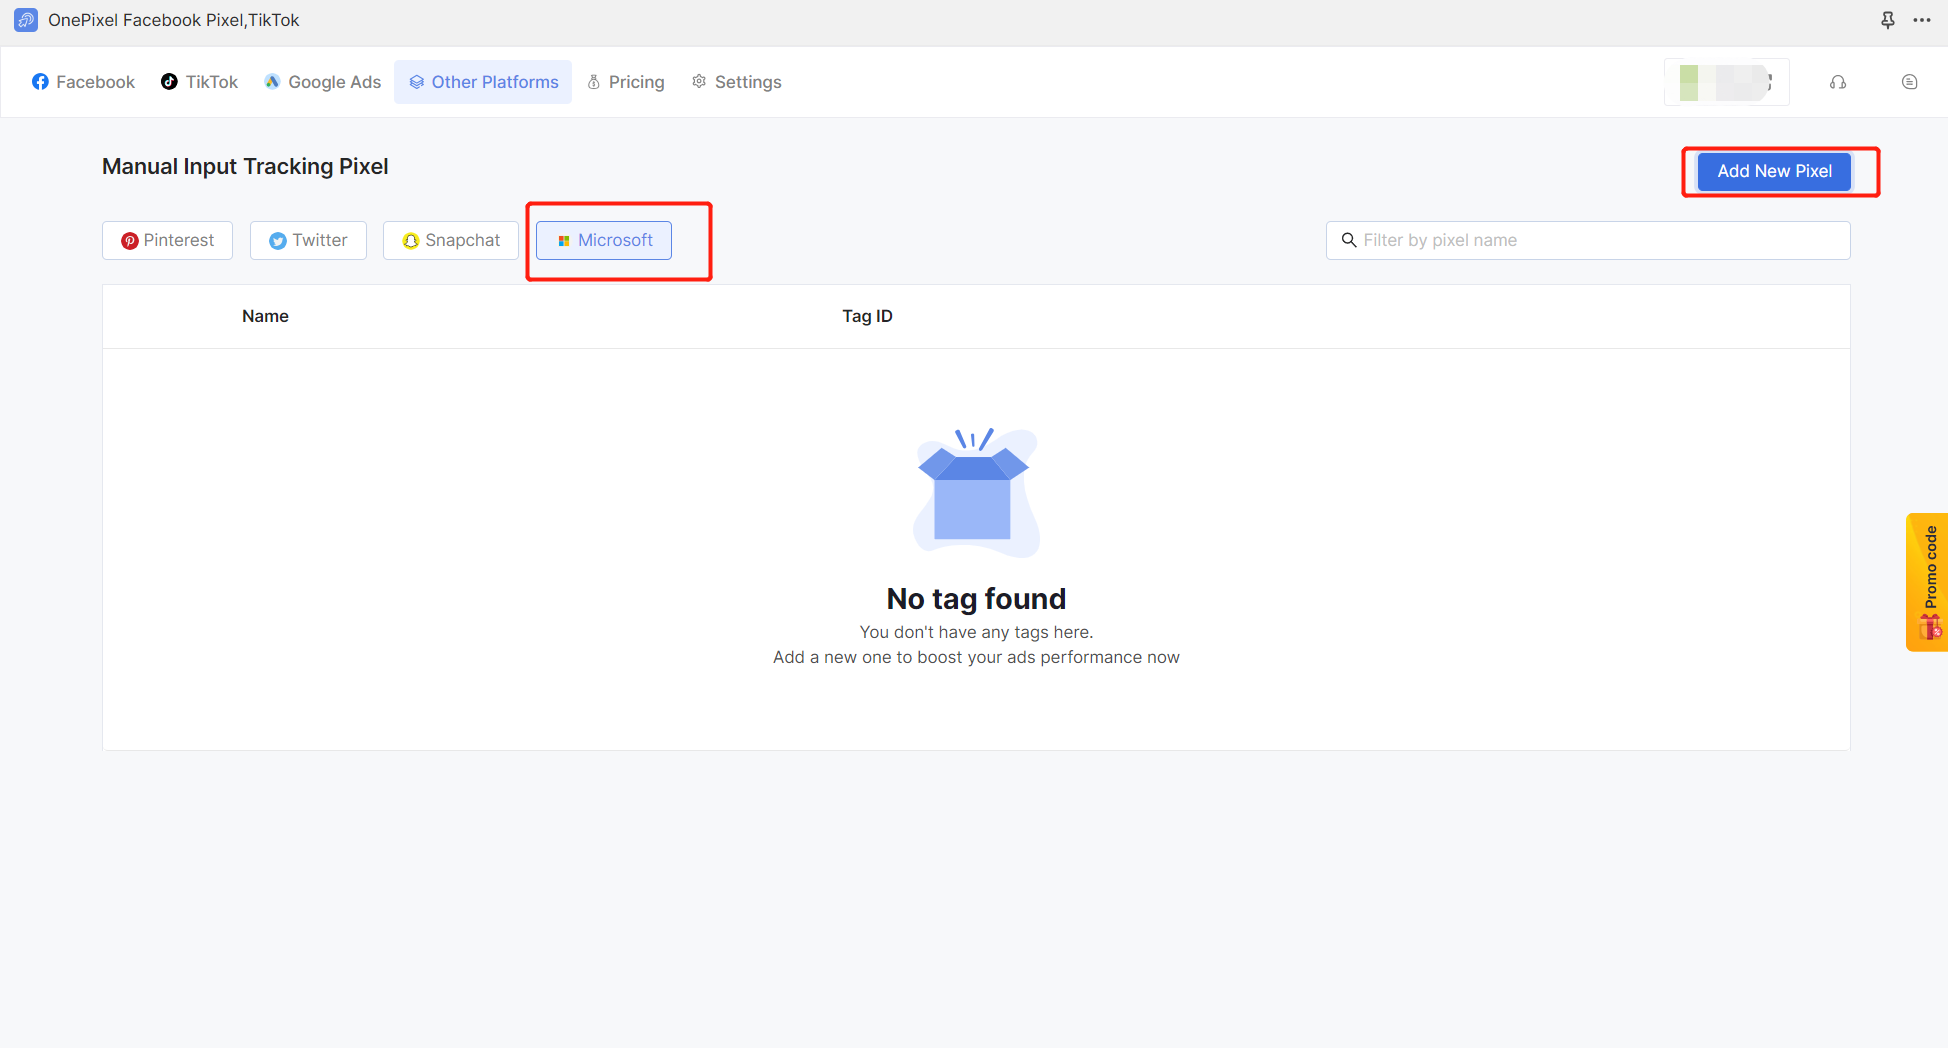 OnePixel Facebook Pixel,TikTok
Facebook
TikTok
Google Ads
Other Platforms
Pricing
Settings
Manual Input Tracking Pixel
Add New Pixel
Pinterest
Twitter
Snapchat
Microsoft
Filter by pixel name
Name
Tag ID
No tag found
You don't have any tags here.
Add a new one to boost your ads performance now
Promo code